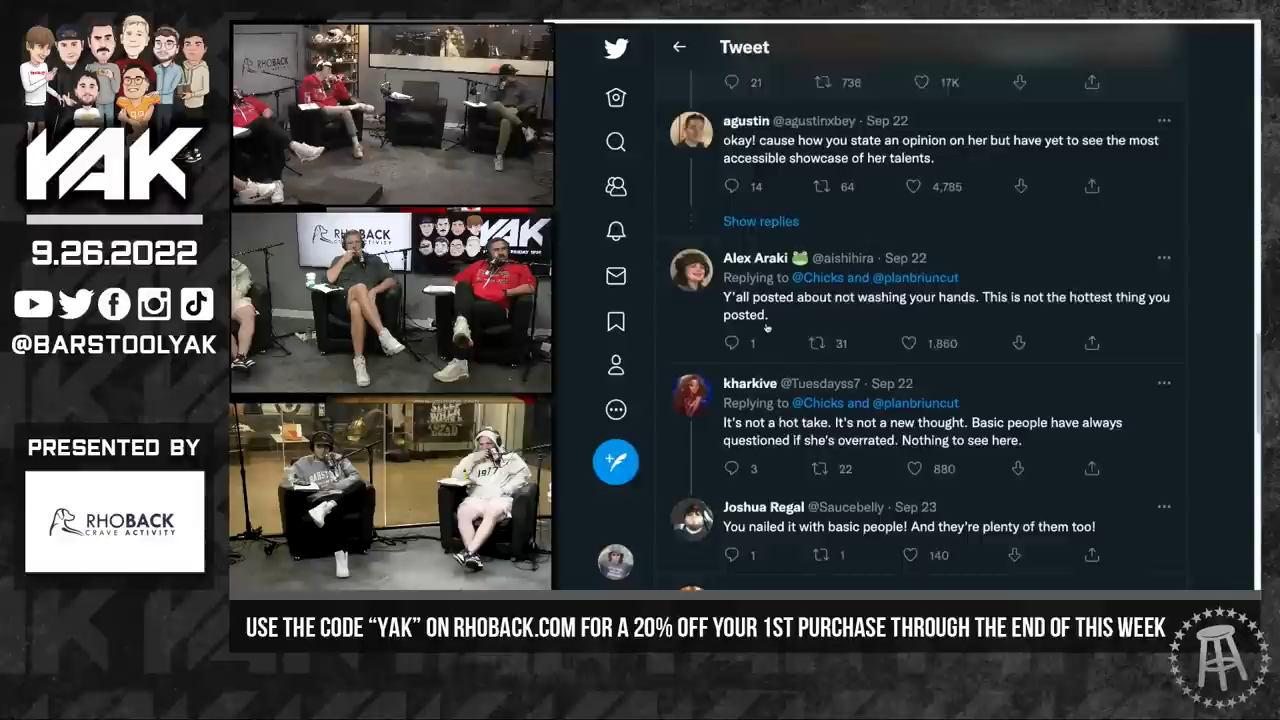 YAK
9.26.2022
@BARSTOOLYAK
PRESENTED BY
RHOBACK
CRAVE ACTIVITY
RHOBACK
YAK
1977
Tweet
21 736 17K
agustin @agustinxbey · Sep 22
okay! cause how you state an opinion on her but have yet to see the most
accessible showcase of her talents.
14 64 4,785
Show replies
Alex Araki 🐸 @aishihira · Sep 22
Replying to @Chicks and @planbriuncut
Y'all posted about not washing your hands. This is not the hottest thing you
posted.
1 31 1,860
kharkive @Tuesdayss7 · Sep 22
Replying to @Chicks and @planbriuncut
It's not a hot take. It's not a new thought. Basic people have always
questioned if she's overrated. Nothing to see here.
3 22 880
Joshua Regal @Saucebelly · Sep 23
You nailed it with basic people! And they're plenty of them too!
1 1 140
USE THE CODE “YAK” ON RHOBACK.COM FOR A 20% OFF YOUR 1ST PURCHASE THROUGH THE END OF THIS WEEK